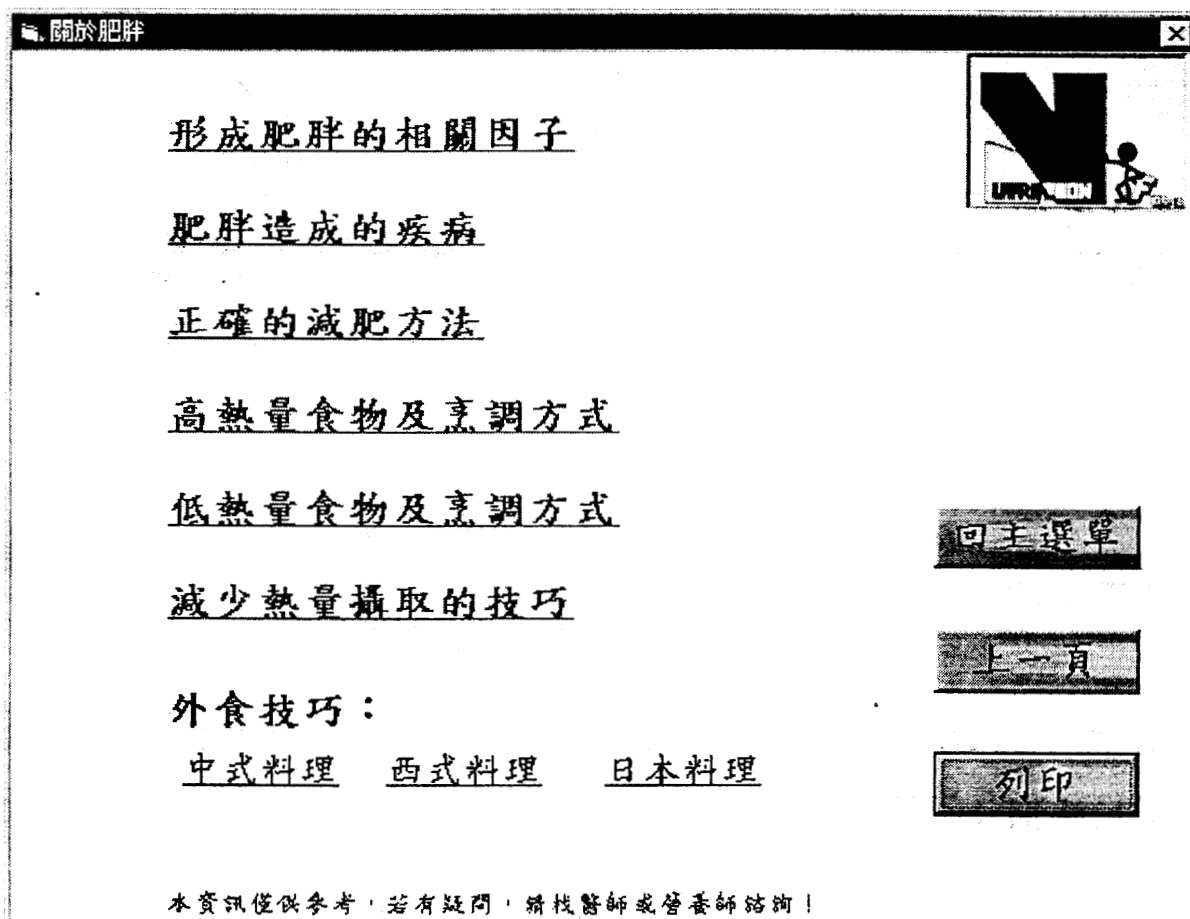 關於肥胖
形成肥胖的相關因子
肥胖造成的疾病
正確的減肥方法
高熱量食物及烹調方式
低熱量食物及烹調方式
減少熱量攝取的技巧
外食技巧：
中式料理 西式料理 日本料理
回主選單
上一頁
列印
本資訊僅供參考，若有疑問，請找醫師或營養師諮詢！